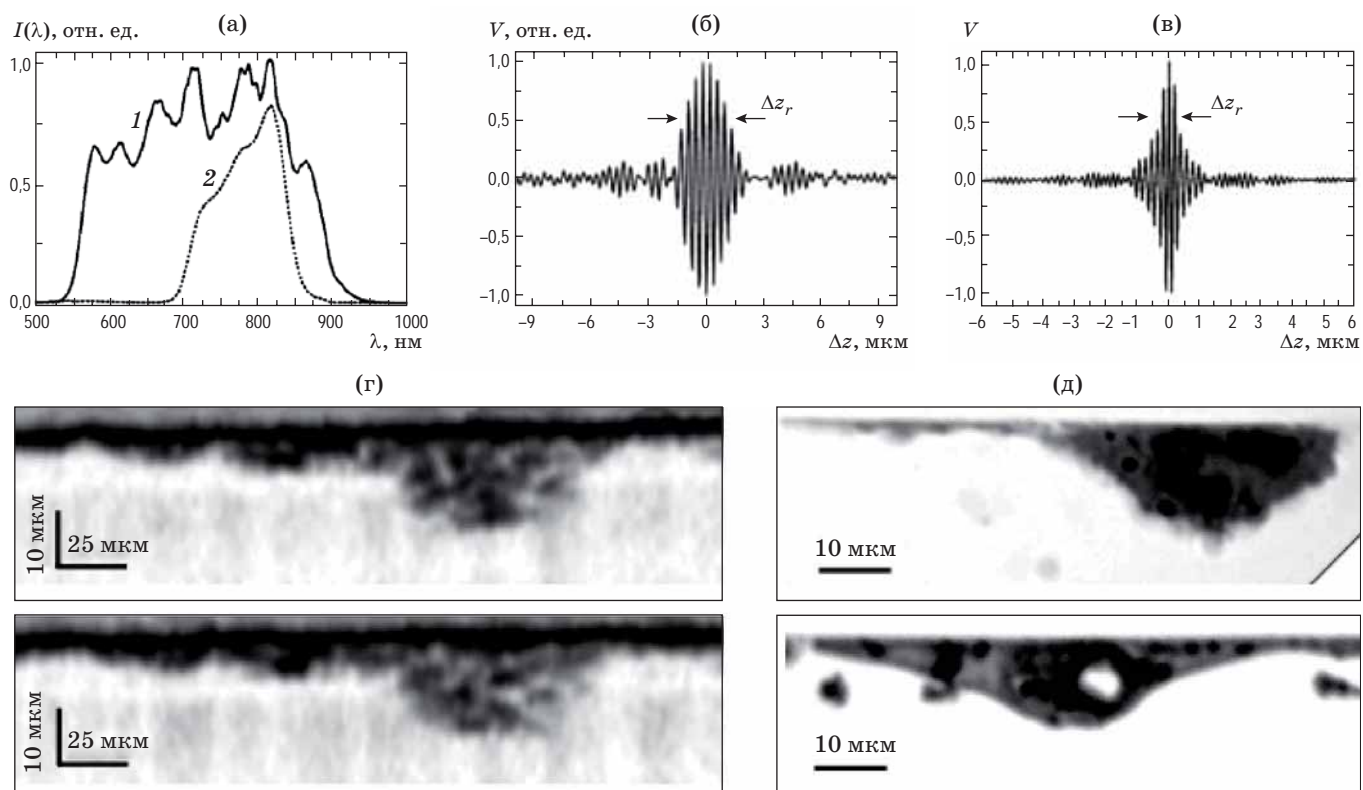 I(λ), отн. ед. (а)
1,0
0,5
0,0
1
2
500 600 700 800 900 1000
λ, нм
V, отн. ед. (б)
1,0
0,5
0,0
–0,5
–1,0
Δzr
–9 –6 –3 0 3 6 9
Δz, мкм
V (в)
1,0
0,5
0,0
–0,5
–1,0
Δzr
–6 –5 –4 –3 –2 –1 0 1 2 3 4 5 6
Δz, мкм
(г)
10 мкм
25 мкм
10 мкм
25 мкм
(д)
10 мкм
10 мкм